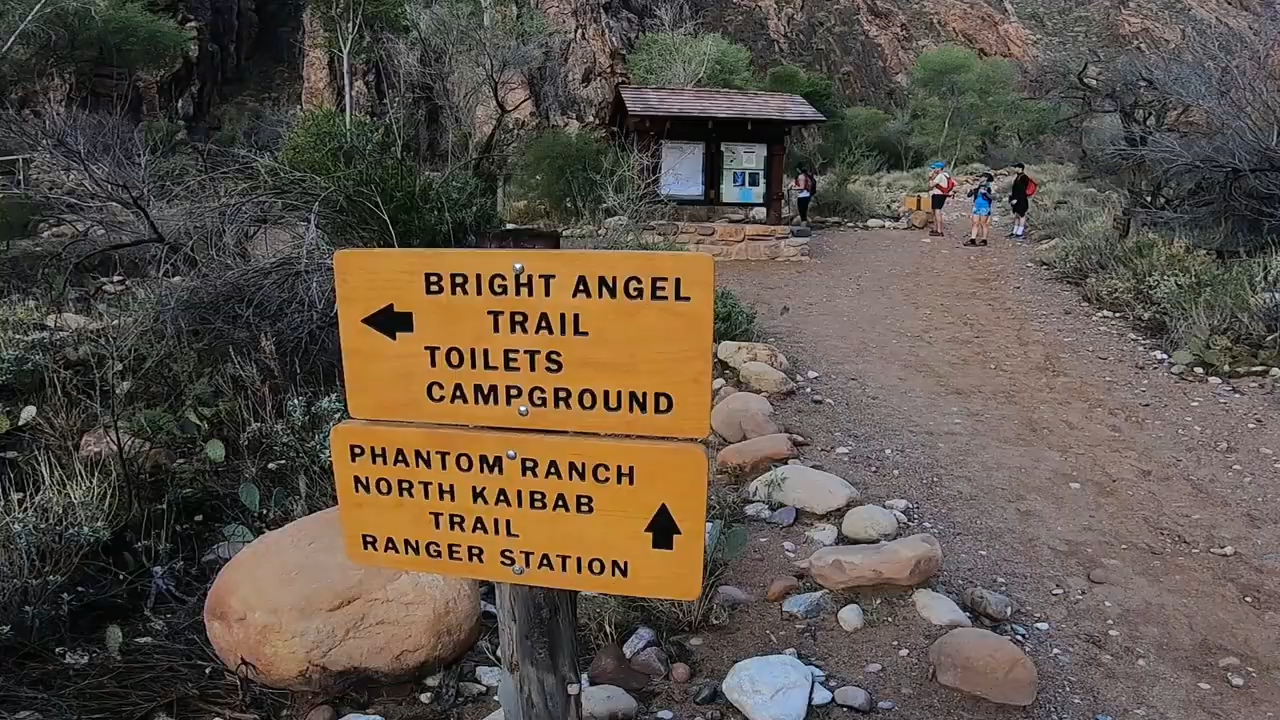 BRIGHT ANGEL
TRAIL
TOILETS
CAMPGROUND
PHANTOM RANCH
NORTH KAIBAB
TRAIL
RANGER STATION